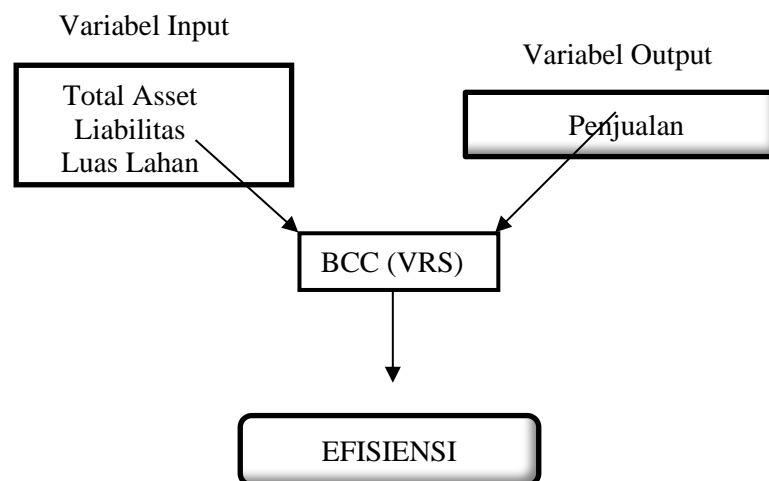 Variabel Input
Variabel Output
Total Asset
Liabilitas
Luas Lahan
Penjualan
BCC (VRS)
EFISIENSI